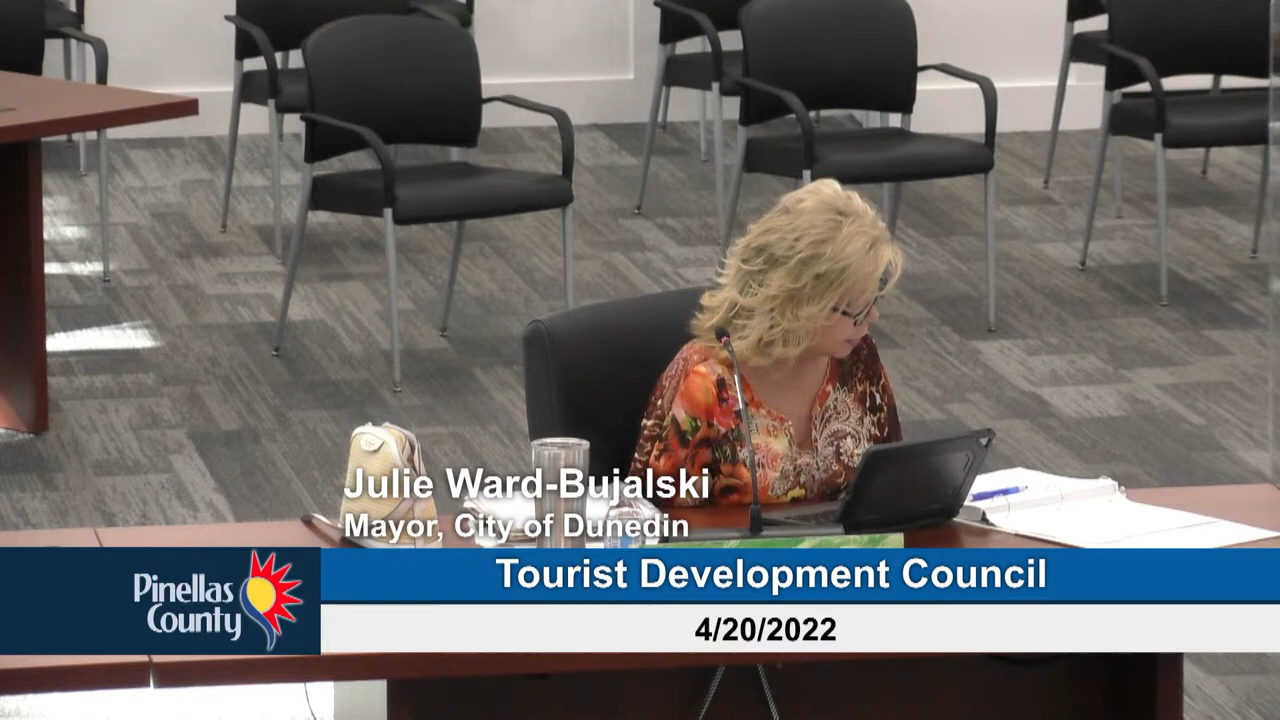 Julie Ward-Bujalski
Mayor, City of Dunedin
Tourist Development Council
Pinellas
County
4/20/2022